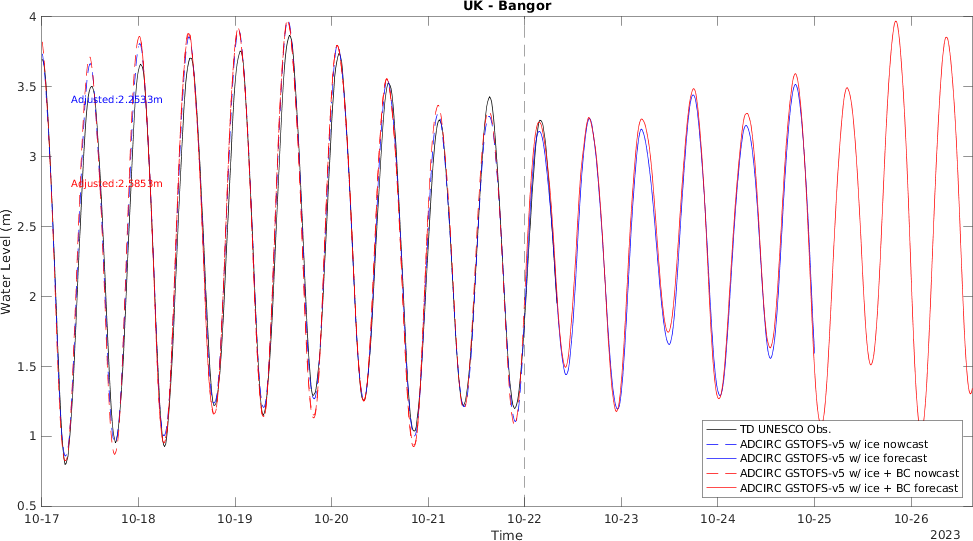 UK - Bangor
4
3.5
3
2.5
2
1.5
1
0.5
Water Level (m)
Adjusted:2.2533m
Adjusted:2.5853m
TD UNESCO Obs.
ADCIRC GSTOFS-v5 w/ ice nowcast
ADCIRC GSTOFS-v5 w/ ice forecast
ADCIRC GSTOFS-v5 w/ ice + BC nowcast
ADCIRC GSTOFS-v5 w/ ice + BC forecast
10-17 10-18 10-19 10-20 10-21 10-22 10-23 10-24 10-25 10-26
Time
2023